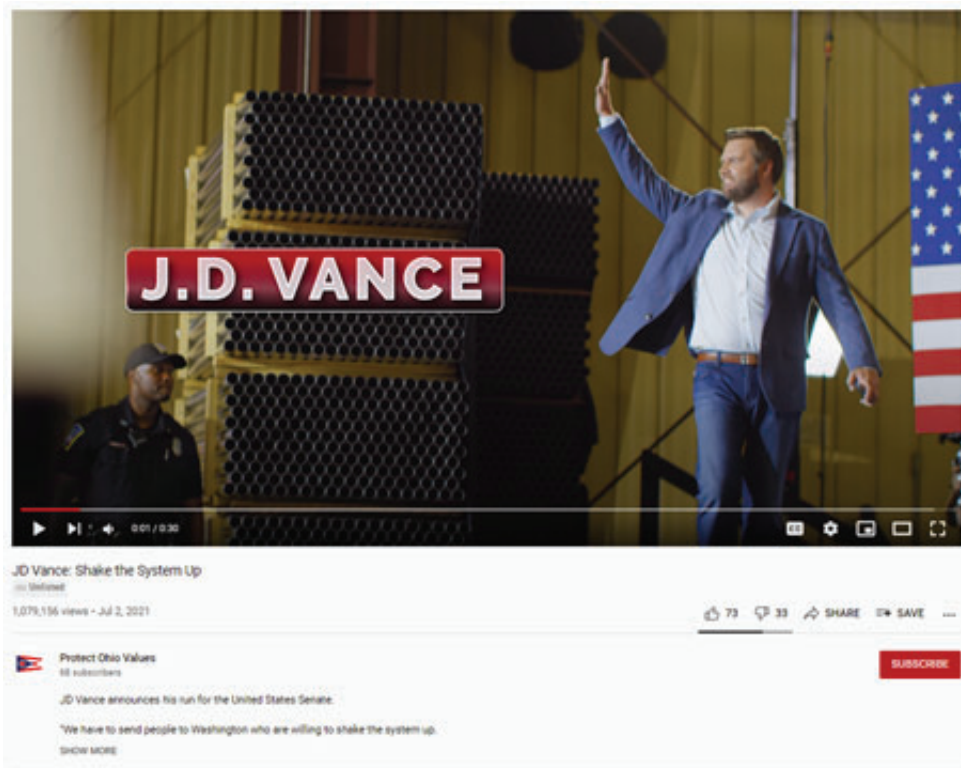 J.D. VANCE
0:01 / 0:30
JD Vance: Shake the System Up
Unlisted
1,079,156 views • Jul 2, 2021
73 33 SHARE SAVE ...
Protect Ohio Values
68 subscribers
SUBSCRIBE
JD Vance announces his run for the United States Senate.
"We have to send people to Washington who are willing to shake the system up.
SHOW MORE